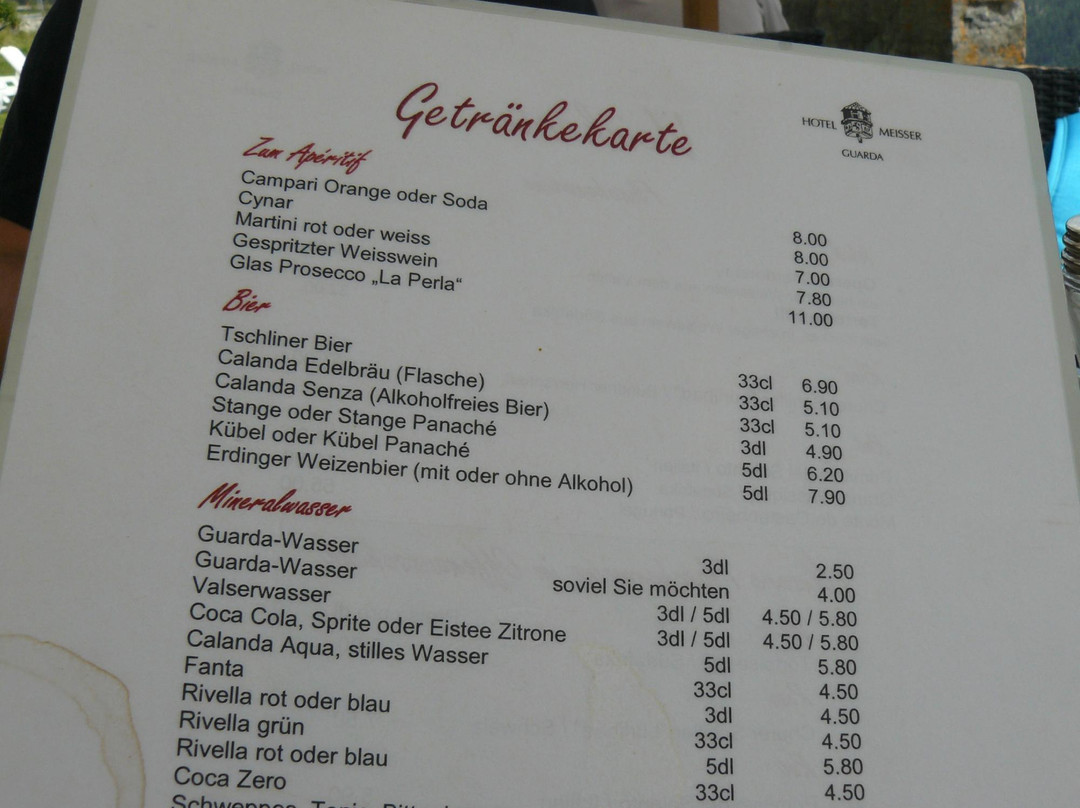 Getränkekarte
HOTEL MEISSER
GUARDA
Zum Apéritif
Campari Orange oder Soda 8.00
Cynar 8.00
Martini rot oder weiss 7.00
Gespritzter Weisswein 7.80
Glas Prosecco „La Perla“ 11.00
Bier
Tschliner Bier 33cl 6.90
Calanda Edelbräu (Flasche) 33cl 5.10
Calanda Senza (Alkoholfreies Bier) 33cl 5.10
Stange oder Stange Panaché 3dl 4.90
Kübel oder Kübel Panaché 5dl 6.20
Erdinger Weizenbier (mit oder ohne Alkohol) 5dl 7.90
Mineralwasser
Guarda-Wasser 3dl 2.50
Guarda-Wasser soviel Sie möchten 4.00
Valserwasser 3dl / 5dl 4.50 / 5.80
Coca Cola, Sprite oder Eistee Zitrone 3dl / 5dl 4.50 / 5.80
Calanda Aqua, stilles Wasser 5dl 5.80
Fanta 33cl 4.50
Rivella rot oder blau 3dl 4.50
Rivella grün 33cl 4.50
Rivella rot oder blau 5dl 5.80
Coca Zero 33cl 4.50